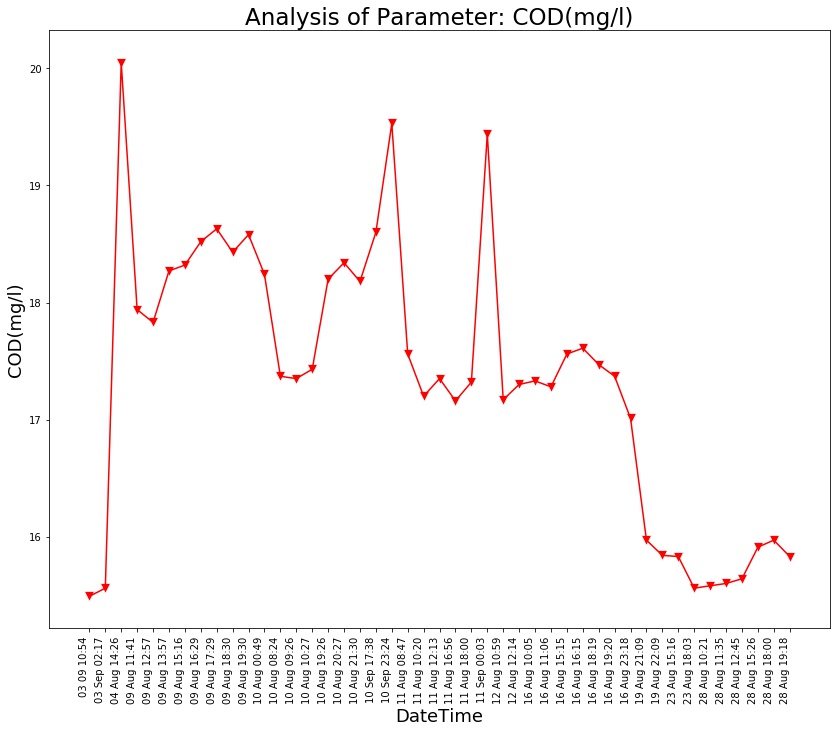 Analysis of Parameter: COD(mg/l)
COD(mg/l)
20
19
18
17
16
03 09 10:54
03 Sep 02:17
04 Aug 14:26
09 Aug 11:41
09 Aug 12:57
09 Aug 13:57
09 Aug 15:16
09 Aug 16:29
09 Aug 17:29
09 Aug 18:30
09 Aug 19:30
10 Aug 00:49
10 Aug 08:24
10 Aug 09:26
10 Aug 10:27
10 Aug 19:26
10 Aug 20:27
10 Aug 21:30
10 Sep 17:38
10 Sep 23:24
11 Aug 08:47
11 Aug 10:20
11 Aug 12:13
11 Aug 16:56
11 Aug 18:00
11 Sep 00:03
12 Aug 10:59
12 Aug 12:14
16 Aug 10:05
16 Aug 11:06
16 Aug 15:15
16 Aug 16:15
16 Aug 18:19
16 Aug 19:20
16 Aug 23:18
19 Aug 21:09
19 Aug 22:09
23 Aug 15:16
23 Aug 18:03
28 Aug 10:21
28 Aug 11:35
28 Aug 12:45
28 Aug 15:26
28 Aug 18:00
28 Aug 19:18
DateTime